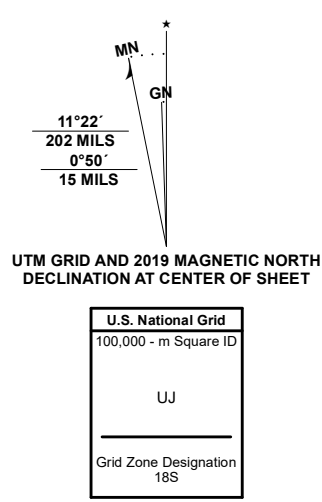 ★
MN
GN
11°22´
202 MILS
0°50´
15 MILS
UTM GRID AND 2019 MAGNETIC NORTH
DECLINATION AT CENTER OF SHEET
U.S. National Grid
100,000 - m Square ID
UJ
Grid Zone Designation
18S